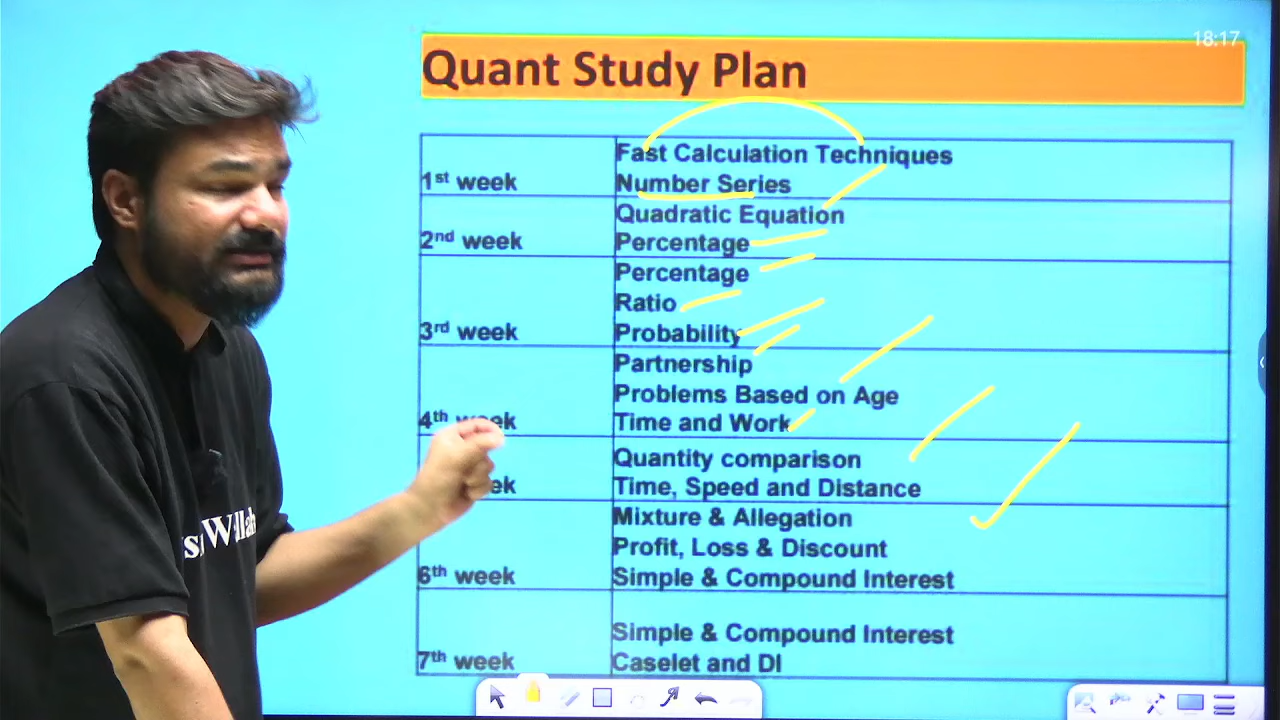 18:17
Quant Study Plan
1st week
Fast Calculation Techniques
Number Series
2nd week
Quadratic Equation
Percentage
3rd week
Percentage
Ratio
Probability
4th week
Partnership
Problems Based on Age
Time and Work
Quantity comparison
Time, Speed and Distance
6th week
Mixture & Allegation
Profit, Loss & Discount
Simple & Compound Interest
7th week
Simple & Compound Interest
Caselet and DI